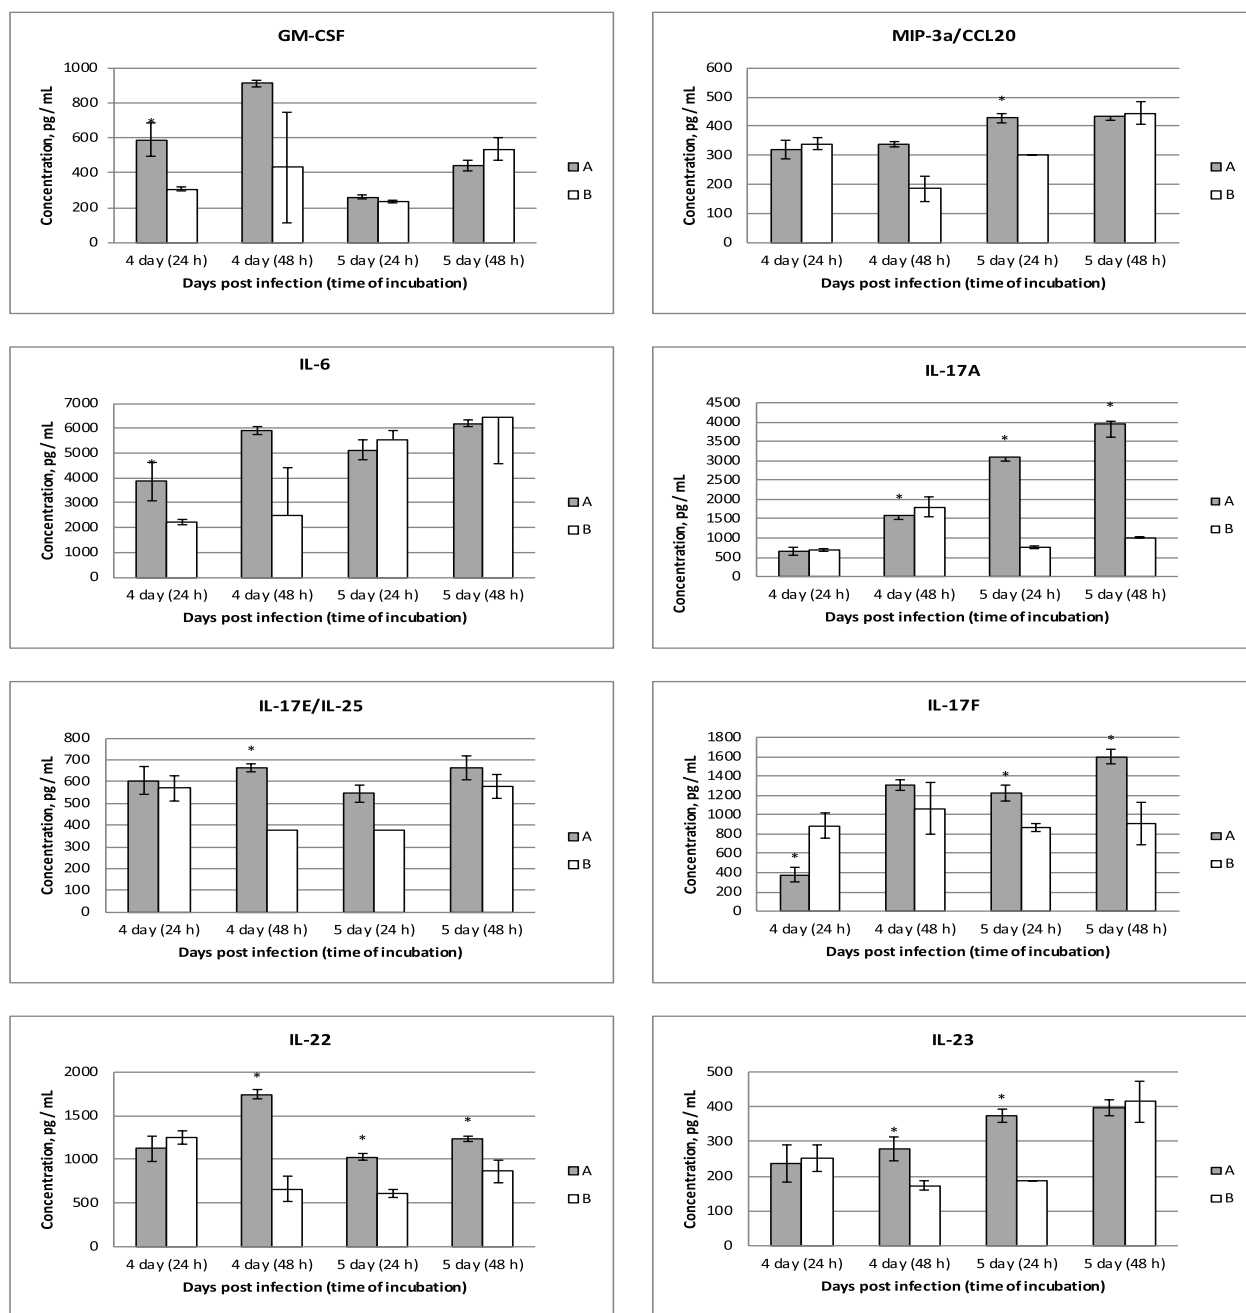 GM-CSF
Concentration, pg / mL
1000
800
600
400
200
0
*
4 day (24 h) 4 day (48 h) 5 day (24 h) 5 day (48 h)
Days post infection (time of incubation)
A
B
MIP-3a/CCL20
Concentration, pg / mL
600
500
400
300
200
100
0
*
4 day (24 h) 4 day (48 h) 5 day (24 h) 5 day (48 h)
Days post infection (time of incubation)
A
B
IL-6
Concentration, pg / mL
7000
6000
5000
4000
3000
2000
1000
0
*
4 day (24 h) 4 day (48 h) 5 day (24 h) 5 day (48 h)
Days post infection (time of incubation)
A
B
IL-17A
Concentration, pg / mL
4500
4000
3500
3000
2500
2000
1500
1000
500
0
* * *
4 day (24 h) 4 day (48 h) 5 day (24 h) 5 day (48 h)
Days post infection (time of incubation)
A
B
IL-17E/IL-25
Concentration, pg / mL
800
700
600
500
400
300
200
100
0
*
4 day (24 h) 4 day (48 h) 5 day (24 h) 5 day (48 h)
Days post infection (time of incubation)
A
B
IL-17F
Concentration, pg / mL
1800
1600
1400
1200
1000
800
600
400
200
0
* * *
4 day (24 h) 4 day (48 h) 5 day (24 h) 5 day (48 h)
Days post infection (time of incubation)
A
B
IL-22
Concentration, pg / mL
2000
1500
1000
500
0
* * *
4 day (24 h) 4 day (48 h) 5 day (24 h) 5 day (48 h)
Days post infection (time of incubation)
A
B
IL-23
Concentration, pg / mL
500
400
300
200
100
0
* *
4 day (24 h) 4 day (48 h) 5 day (24 h) 5 day (48 h)
Days post infection (time of incubation)
A
B